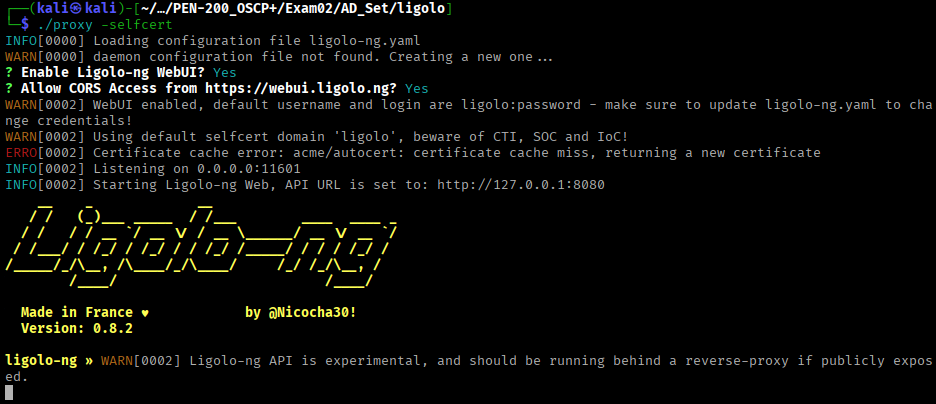 ┌──(kali㉿kali)-[~/…/PEN-200_OSCP+/Exam02/AD_Set/ligolo]
└─$ ./proxy -selfcert
INFO[0000] Loading configuration file ligolo-ng.yaml
WARN[0000] daemon configuration file not found. Creating a new one...
? Enable Ligolo-ng WebUI? Yes
? Allow CORS Access from https://webui.ligolo.ng? Yes
WARN[0002] WebUI enabled, default username and login are ligolo:password - make sure to update ligolo-ng.yaml to cha
nge credentials!
WARN[0002] Using default selfcert domain 'ligolo', beware of CTI, SOC and IoC!
ERRO[0002] Certificate cache error: acme/autocert: certificate cache miss, returning a new certificate
INFO[0002] Listening on 0.0.0.0:11601
INFO[0002] Starting Ligolo-ng Web, API URL is set to: http://127.0.0.1:8080
Ligolo-ng
Made in France ♥ by @Nicocha30!
Version: 0.8.2
ligolo-ng » WARN[0002] Ligolo-ng API is experimental, and should be running behind a reverse-proxy if publicly expos
ed.